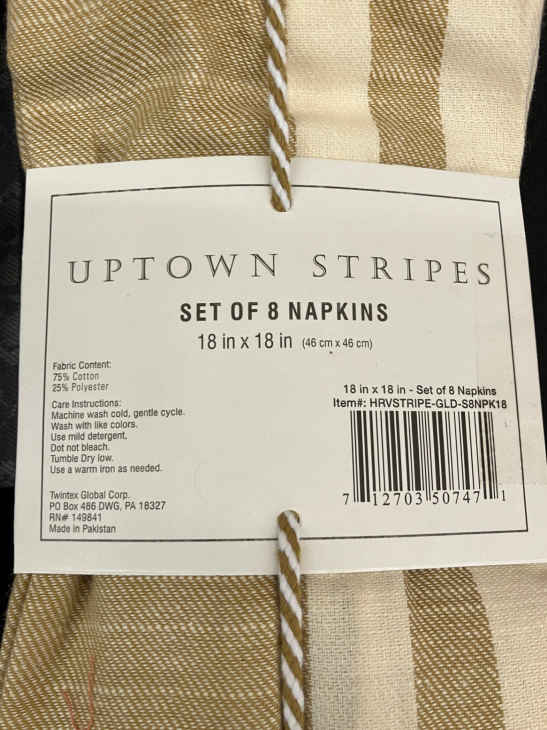 UPTOWN STRIPES
SET OF 8 NAPKINS
18 in x 18 in (46 cm x 46 cm)
Fabric Content:
75% Cotton
25% Polyester
Care Instructions:
Machine wash cold, gentle cycle.
Wash with like colors.
Use mild detergent.
Dot not bleach.
Tumble Dry low.
Use a warm iron as needed.
Twintex Global Corp.
PO Box 486 DWG, PA 18327
RN# 149841
Made in Pakistan
18 in x 18 in - Set of 8 Napkins
Item#: HRVSTRIPE-GLD-S8NPK18
7 12703 50747 1